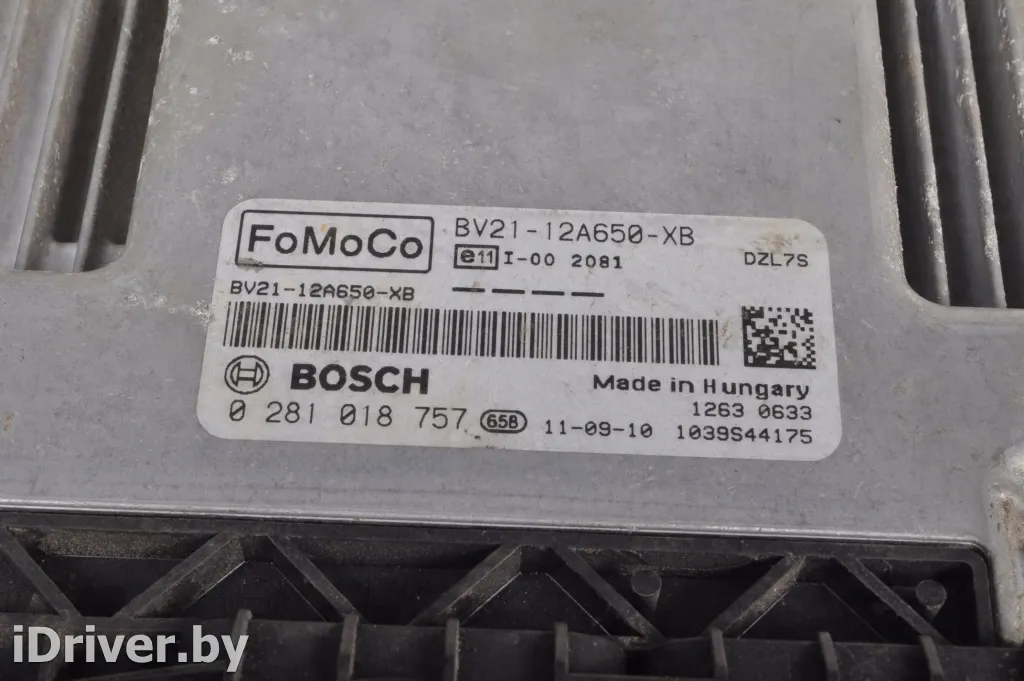 FoMoCo
BV21-12A650-XB
e11 I-00 2081
DZL7S
BV21-12A650-XB
BOSCH
Made in Hungary
0 281 018 757 658
1263 0633
11-09-10 1039S44175
iDriver.by